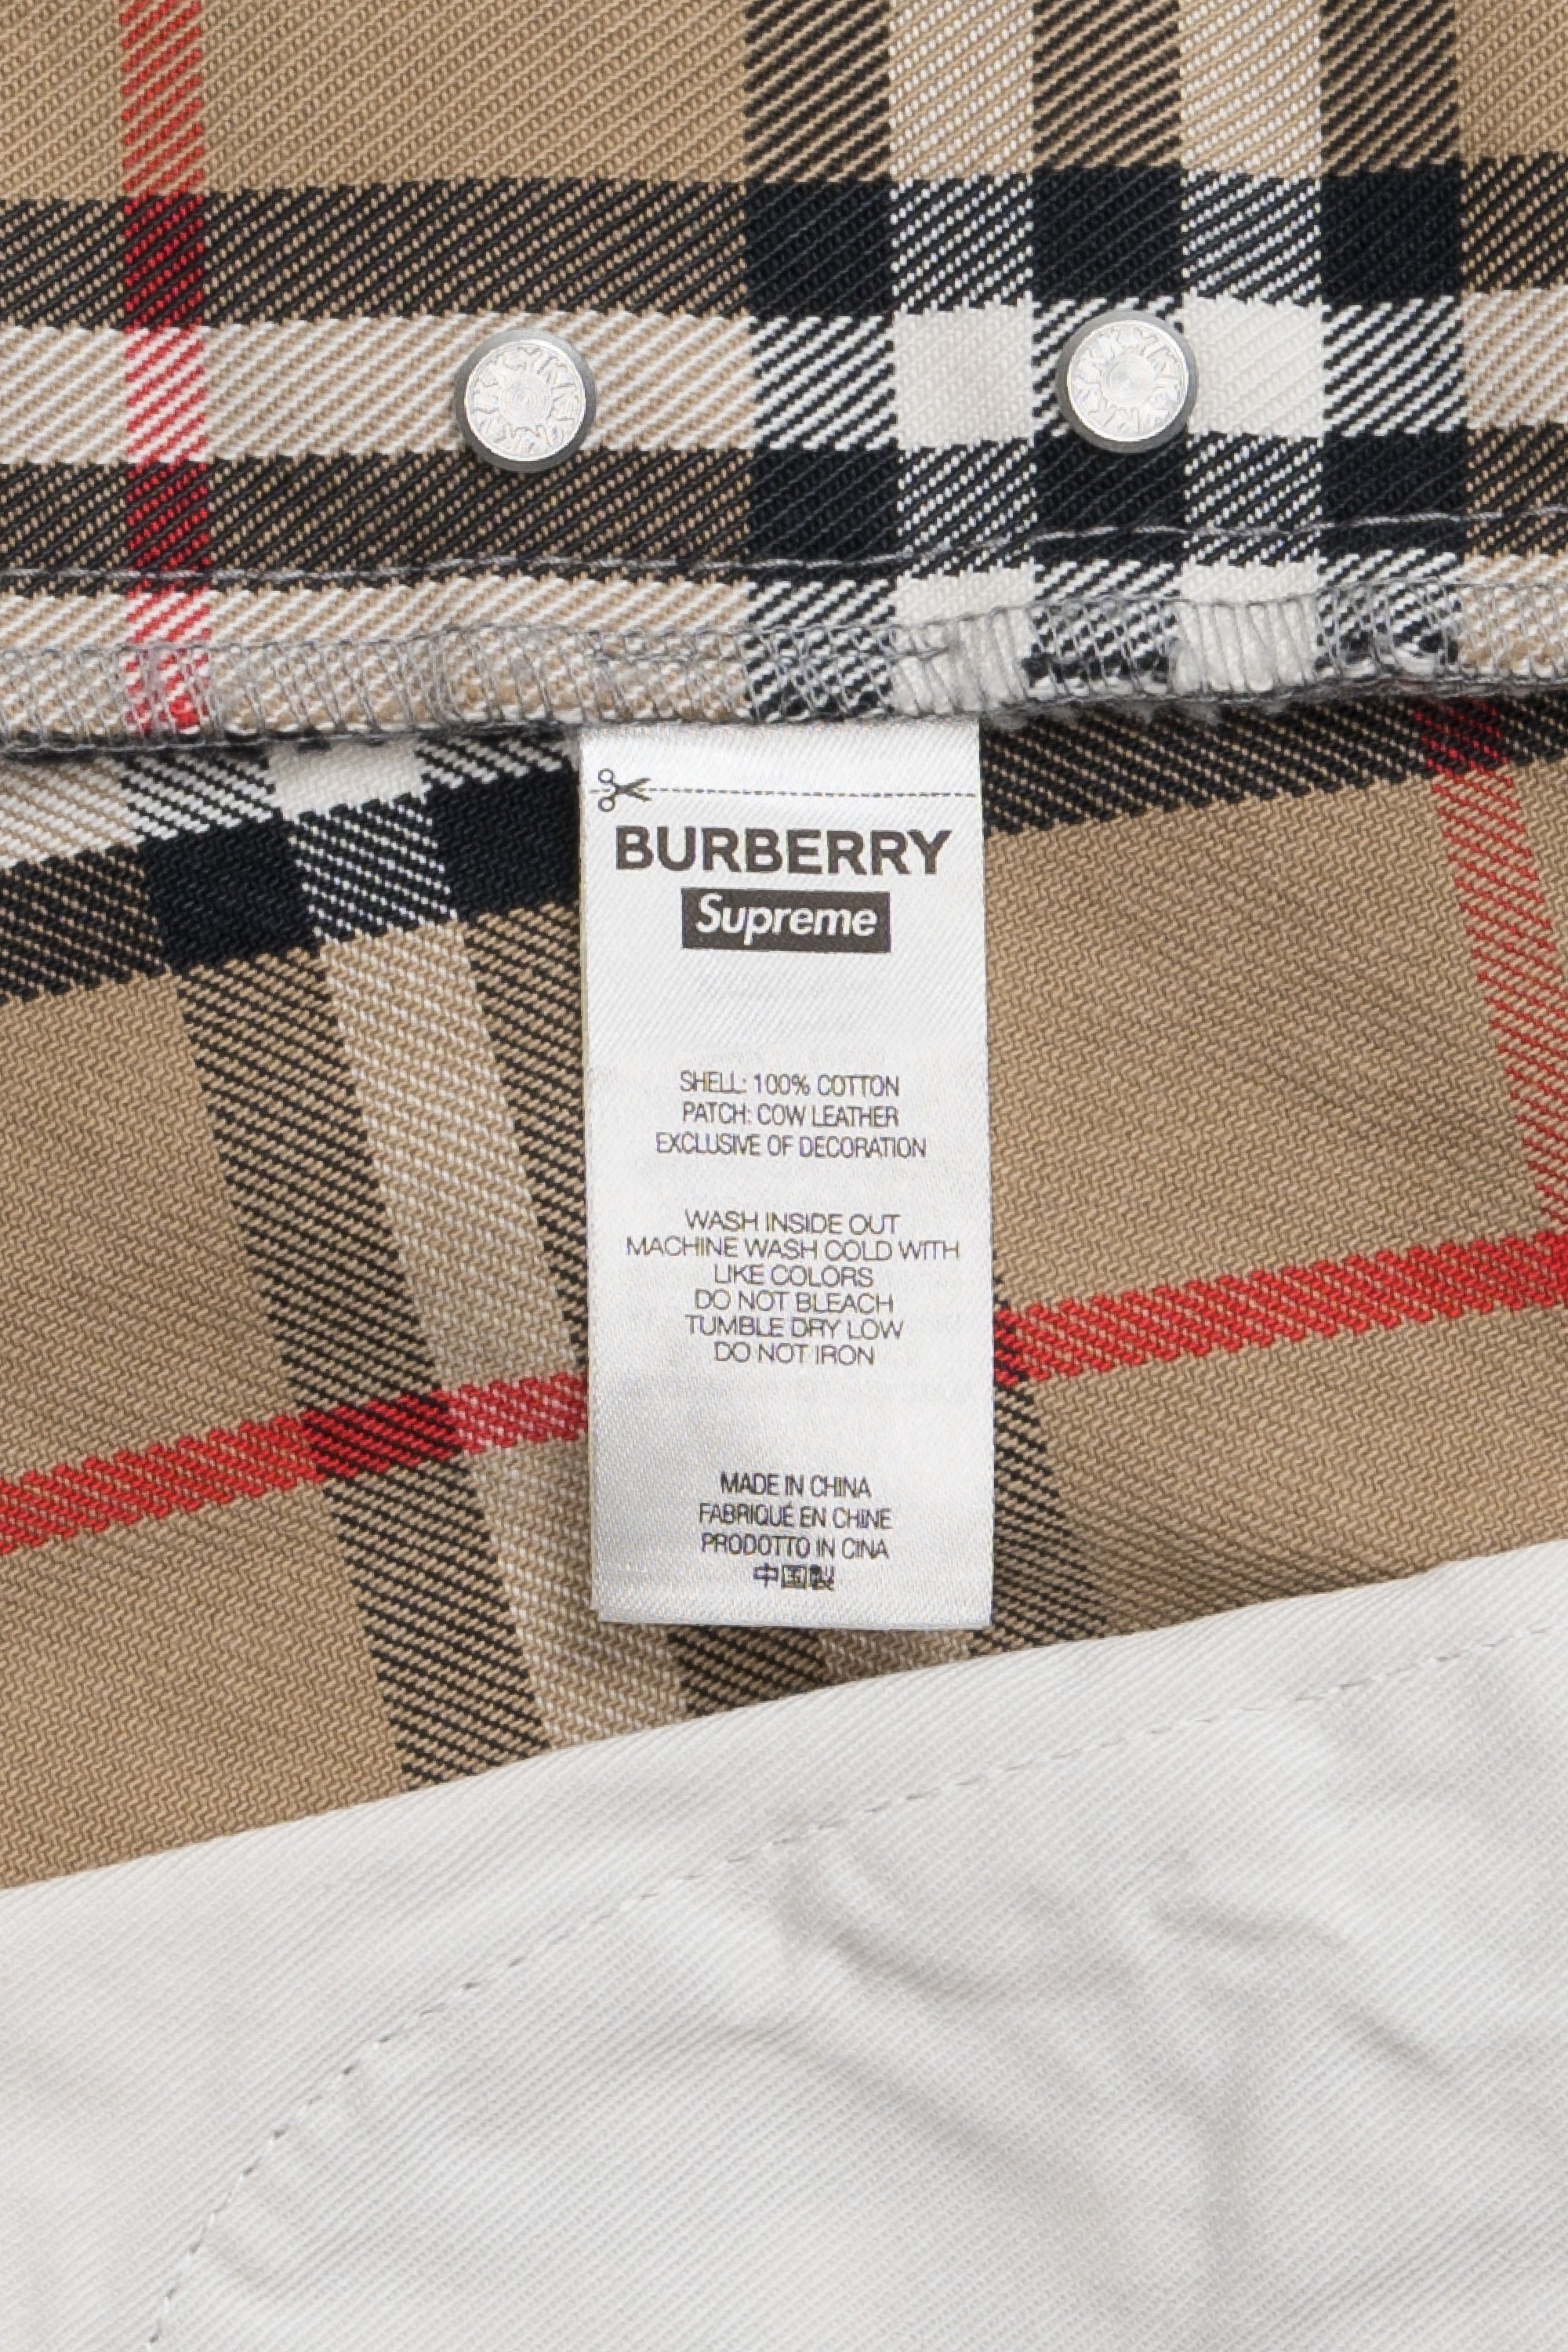 BURBERRY
Supreme
SHELL: 100% COTTON
PATCH: COW LEATHER
EXCLUSIVE OF DECORATION
WASH INSIDE OUT
MACHINE WASH COLD WITH
LIKE COLORS
DO NOT BLEACH
TUMBLE DRY LOW
DO NOT IRON
MADE IN CHINA
FABRIQUÉ EN CHINE
PRODOTTO IN CINA
中国製